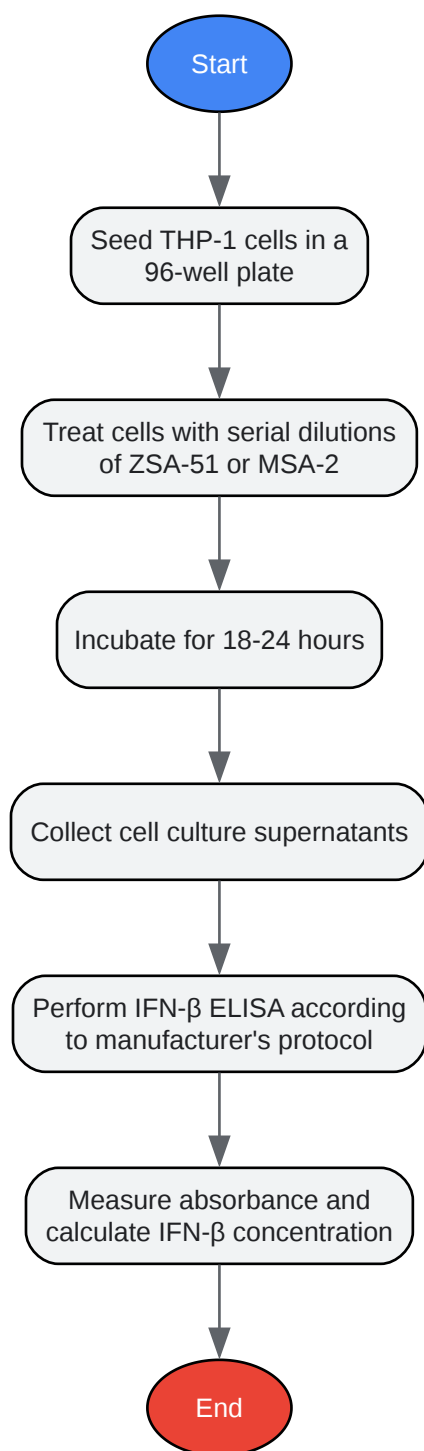 Start
Seed THP-1 cells in a
96-well plate
Treat cells with serial dilutions
of ZSA-51 or MSA-2
Incubate for 18-24 hours
Collect cell culture supernatants
Perform IFN-β ELISA according
to manufacturer's protocol
Measure absorbance and
calculate IFN-β concentration
End